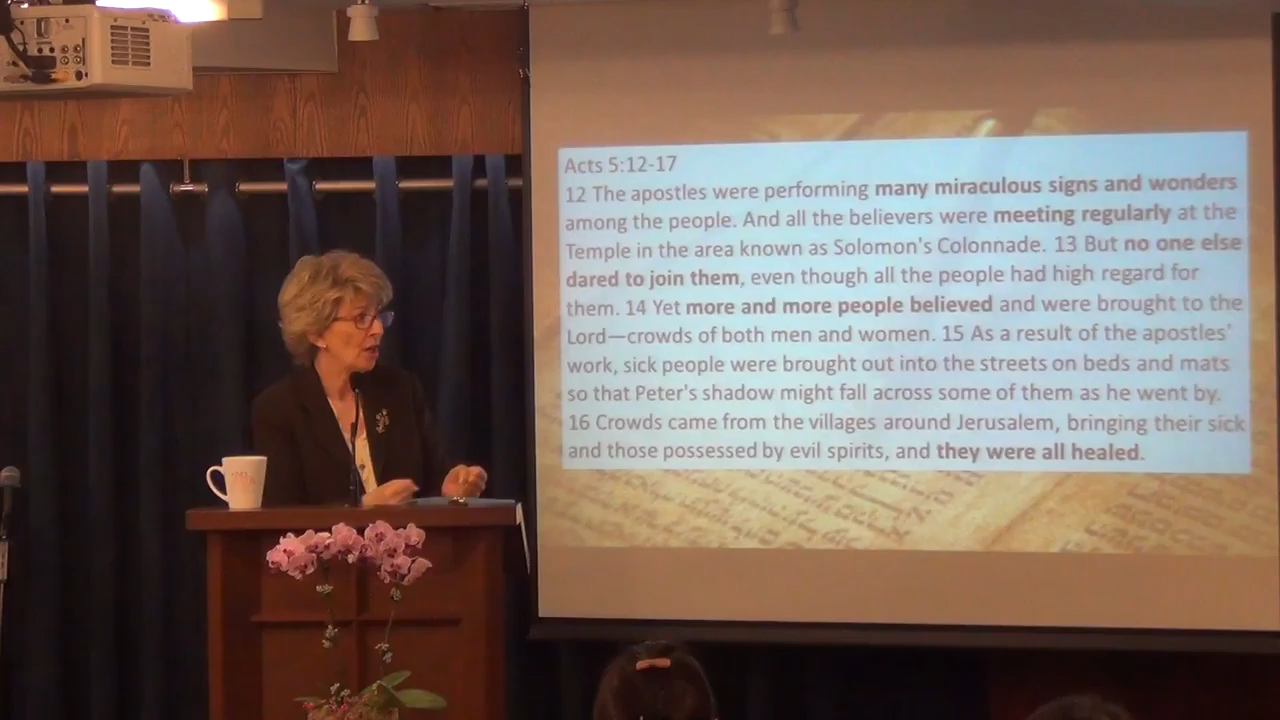 Acts 5:12-17
12 The apostles were performing many miraculous signs and wonders
among the people. And all the believers were meeting regularly at the
Temple in the area known as Solomon's Colonnade. 13 But no one else
dared to join them, even though all the people had high regard for
them. 14 Yet more and more people believed and were brought to the
Lord—crowds of both men and women. 15 As a result of the apostles'
work, sick people were brought out into the streets on beds and mats
so that Peter's shadow might fall across some of them as he went by.
16 Crowds came from the villages around Jerusalem, bringing their sick
and those possessed by evil spirits, and they were all healed.